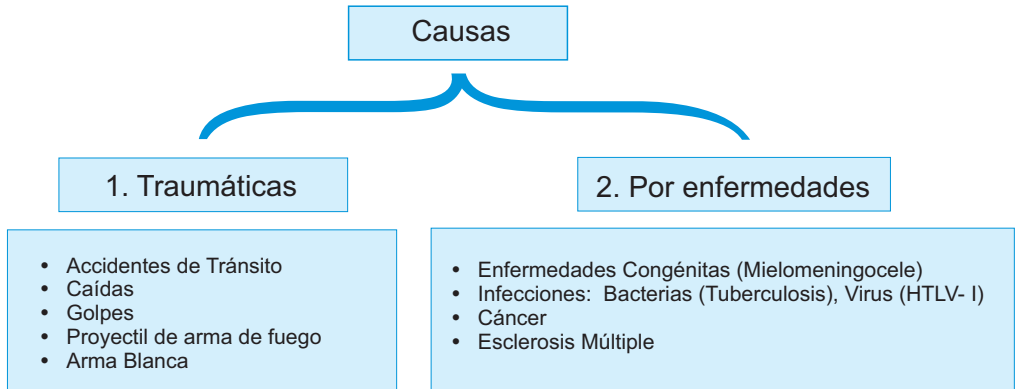 Causas
1. Traumáticas
• Accidentes de Tránsito
• Caídas
• Golpes
• Proyectil de arma de fuego
• Arma Blanca
2. Por enfermedades
• Enfermedades Congénitas (Mielomeningocele)
• Infecciones: Bacterias (Tuberculosis), Virus (HTLV- I)
• Cáncer
• Esclerosis Múltiple